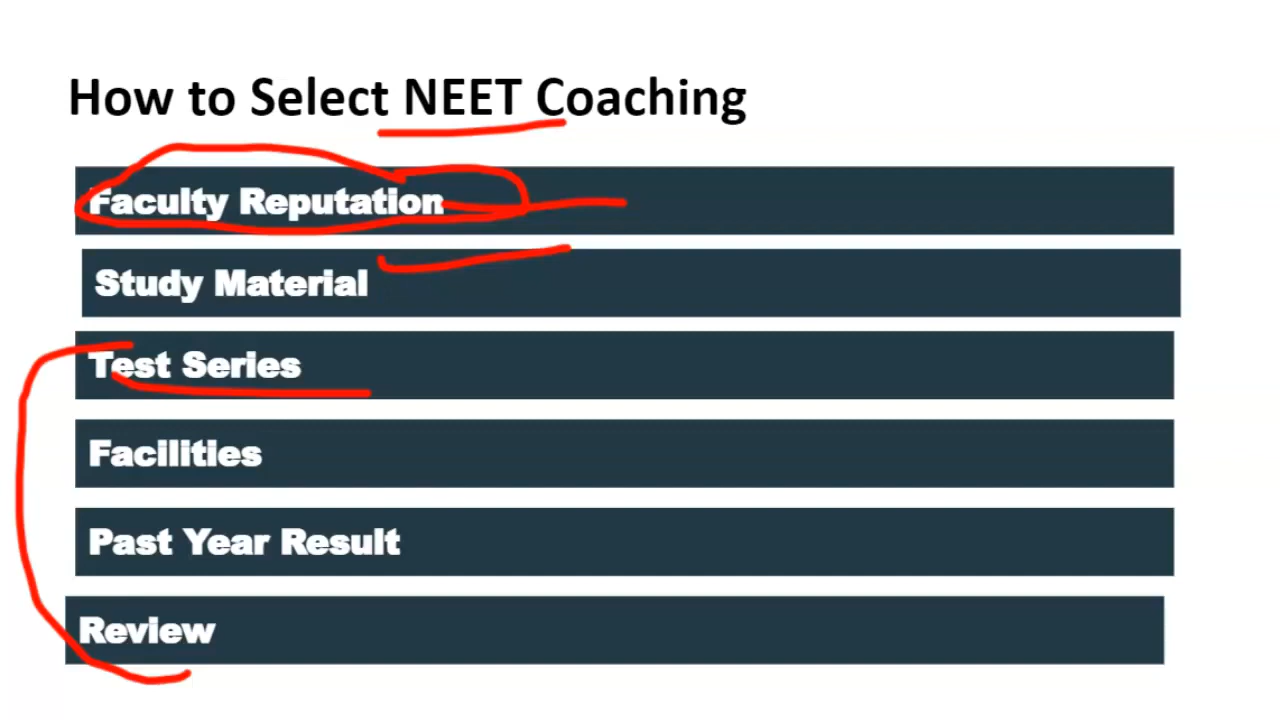 How to Select NEET Coaching
Faculty Reputation
Study Material
Test Series
Facilities
Past Year Result
Review